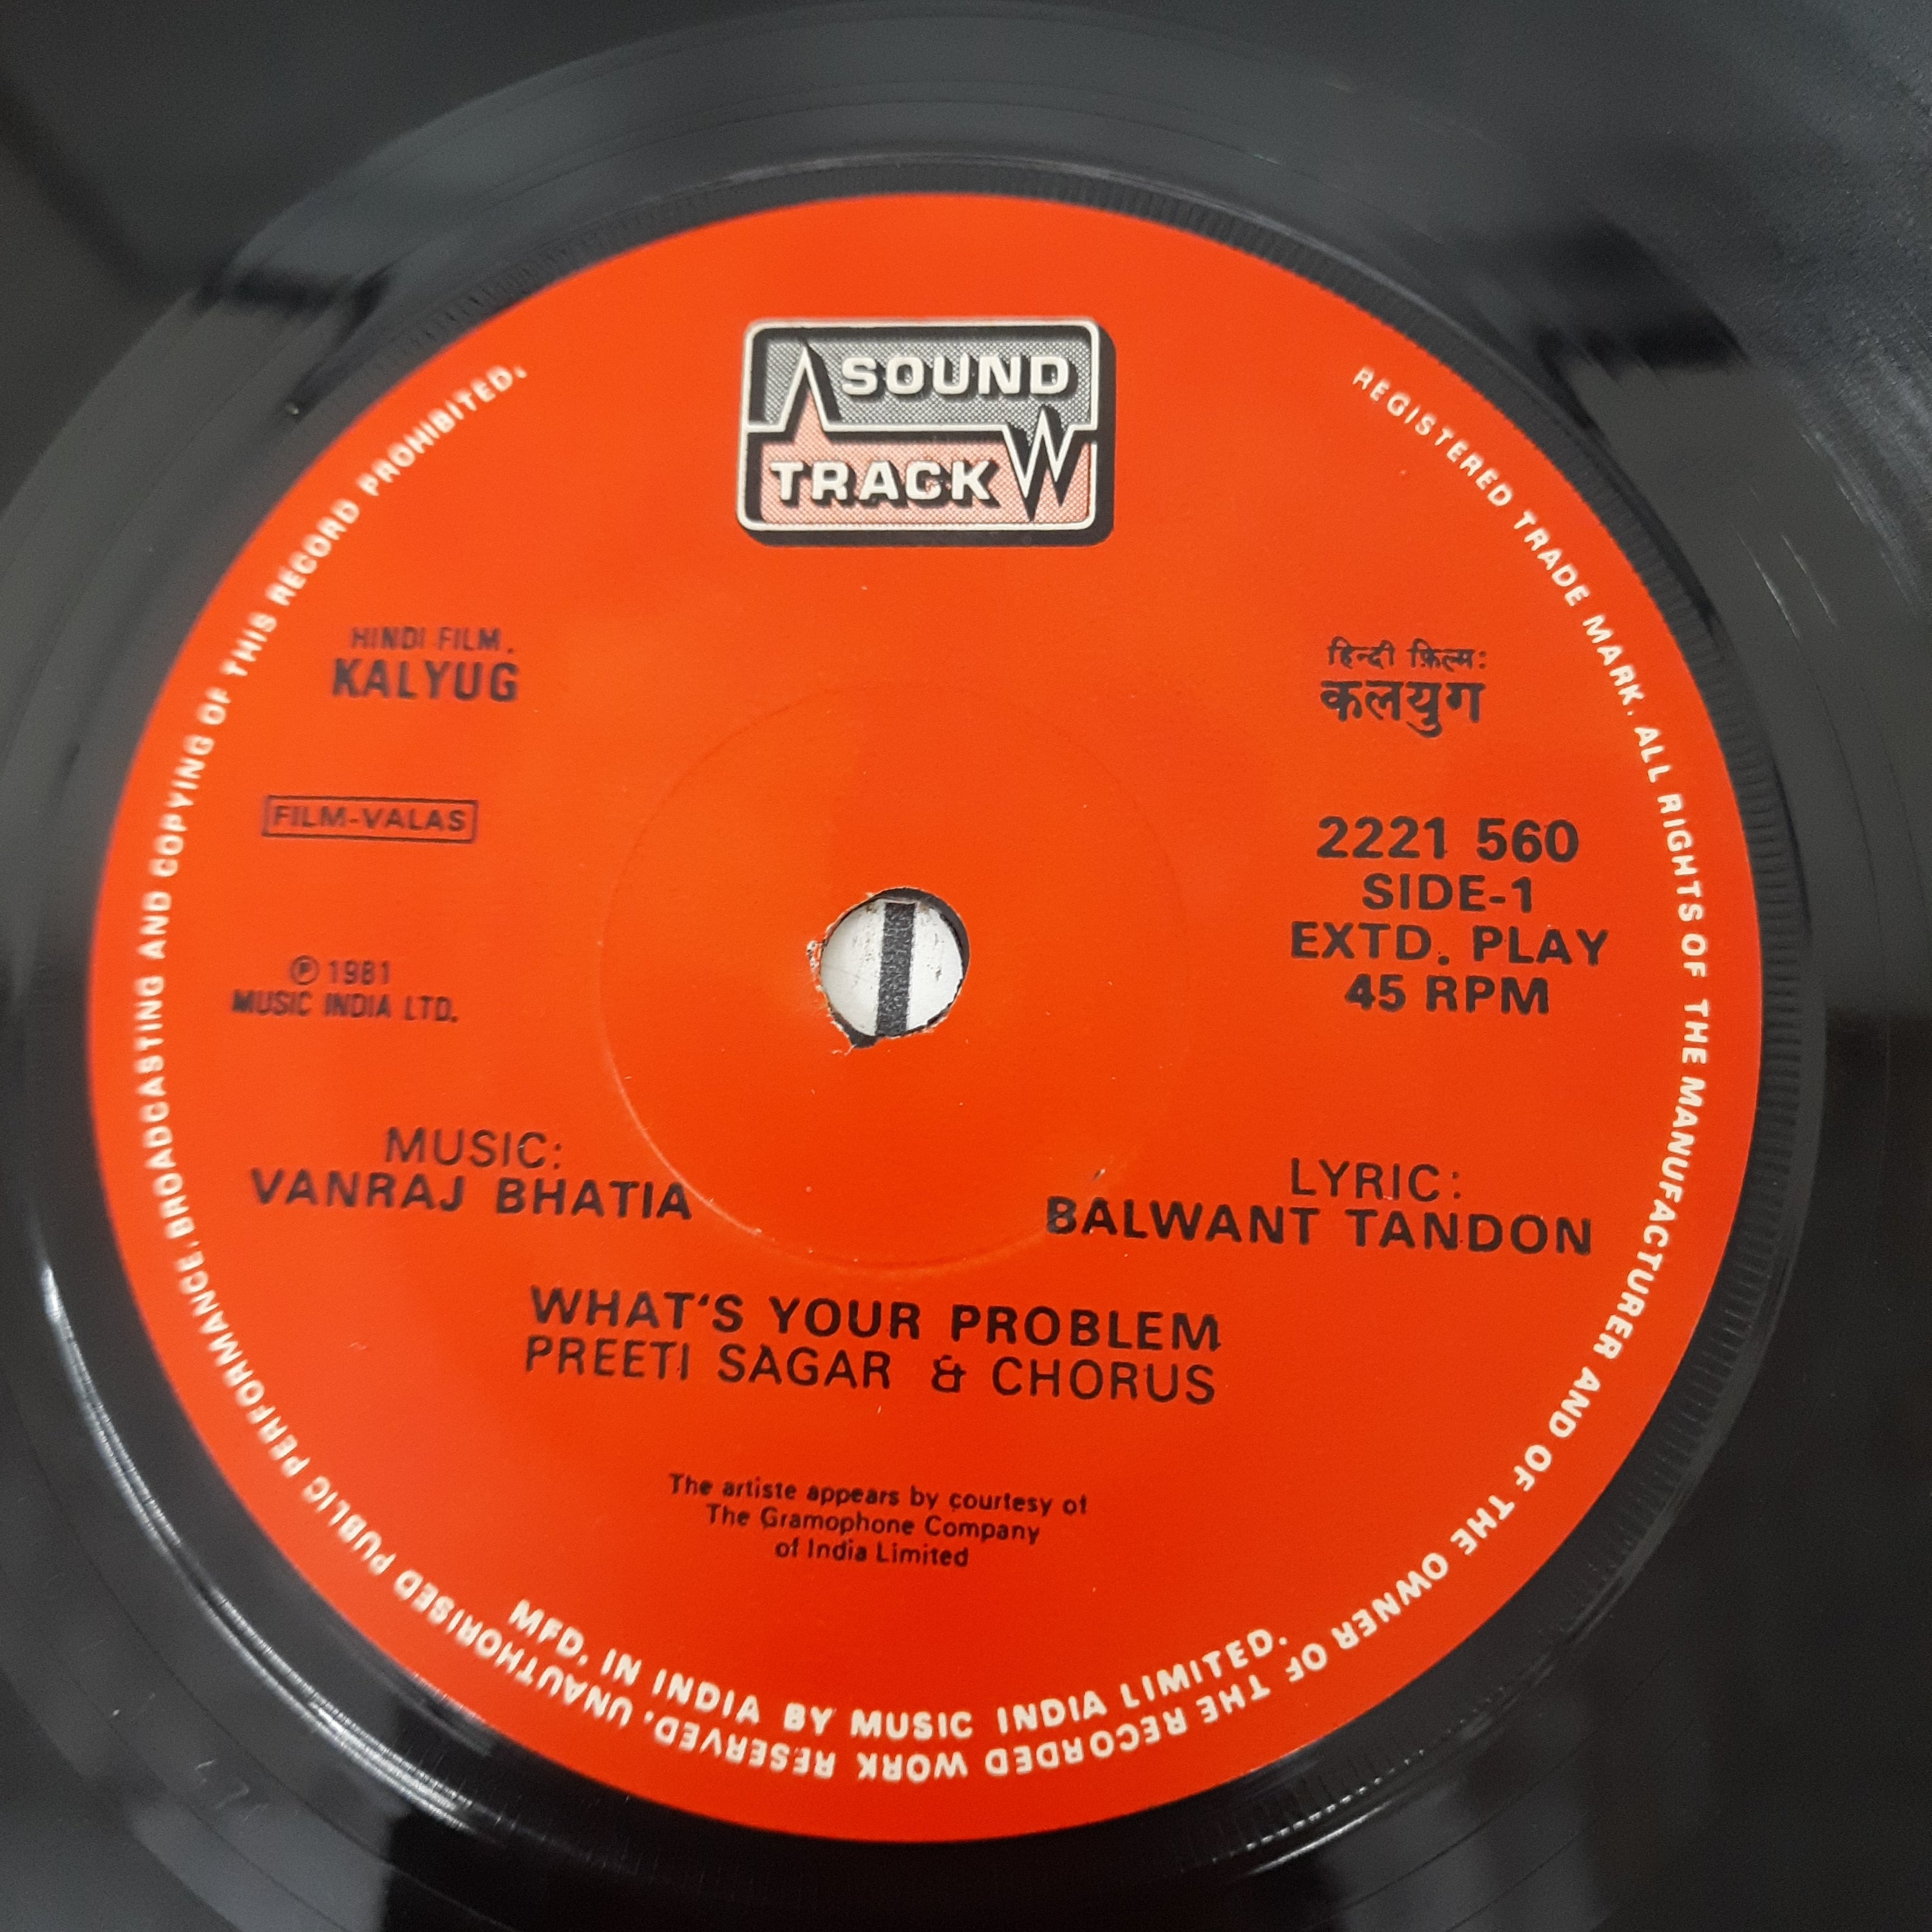 SOUND
TRACK
HINDI FILM.
KALYUG
हिन्दी फ़िल्म:
कलयुग
FILM-VALAS
2221 560
SIDE-1
EXTD. PLAY
45 RPM
℗ 1981
MUSIC INDIA LTD.
MUSIC:
VANRAJ BHATIA
LYRIC:
BALWANT TANDON
WHAT'S YOUR PROBLEM
PREETI SAGAR & CHORUS
The artiste appears by courtesy of
The Gramophone Company
of India Limited
MFD. IN INDIA BY MUSIC INDIA LIMITED.
REGISTERED TRADE MARK. ALL RIGHTS OF THE MANUFACTURER AND OF THE OWNER OF THE RECORDED WORK RESERVED. UNAUTHORISED PUBLIC PERFORMANCE, BROADCASTING AND COPYING OF THIS RECORD PROHIBITED.